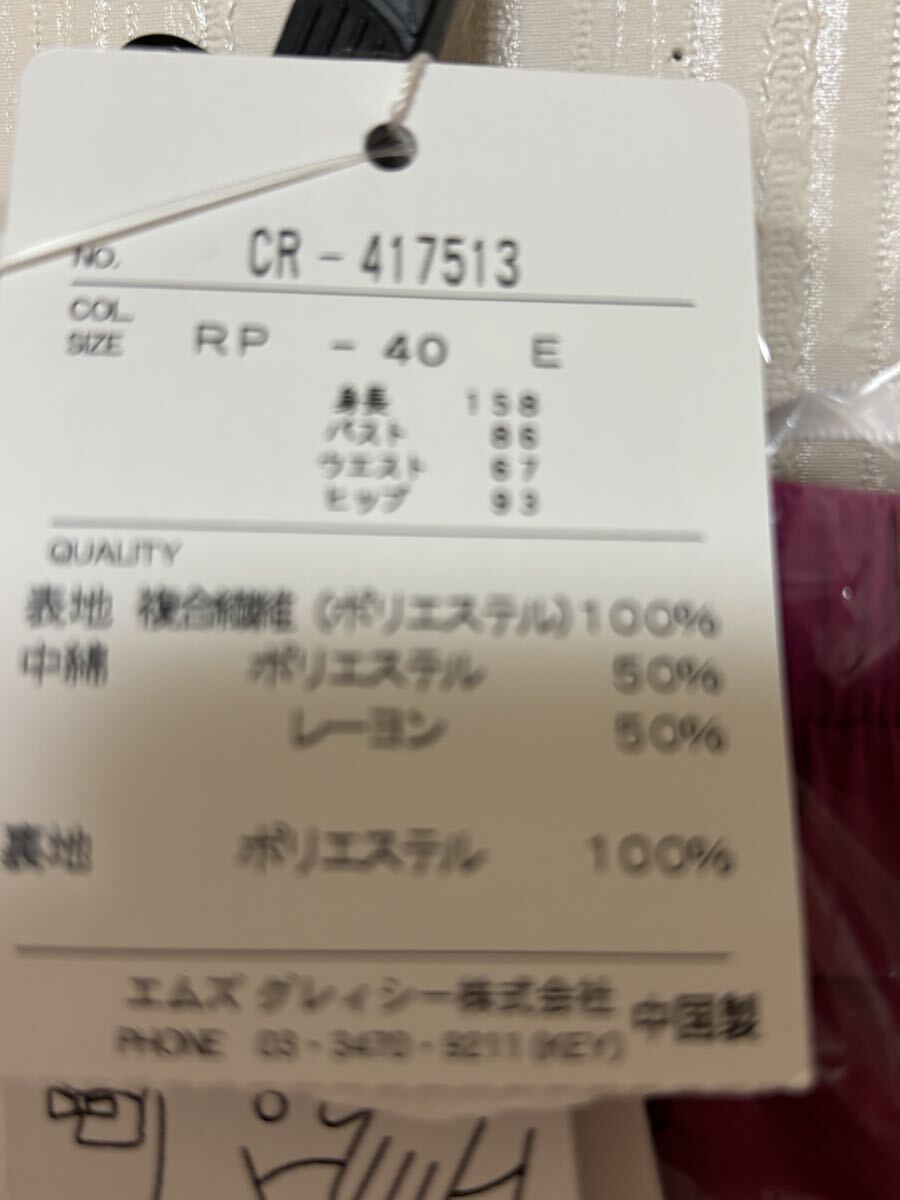 NO. CR-417513
COL.
SIZE RP -40 E
身長 158
バスト 86
ウエスト 67
ヒップ 93
QUALITY
表地 複合繊維(ポリエステル)100%
中綿 ポリエステル 50%
レーヨン 50%
裏地 ポリエステル 100%
エムズ グレィシー株式会社
中国製
PHONE 03-3470-9211(KEY)